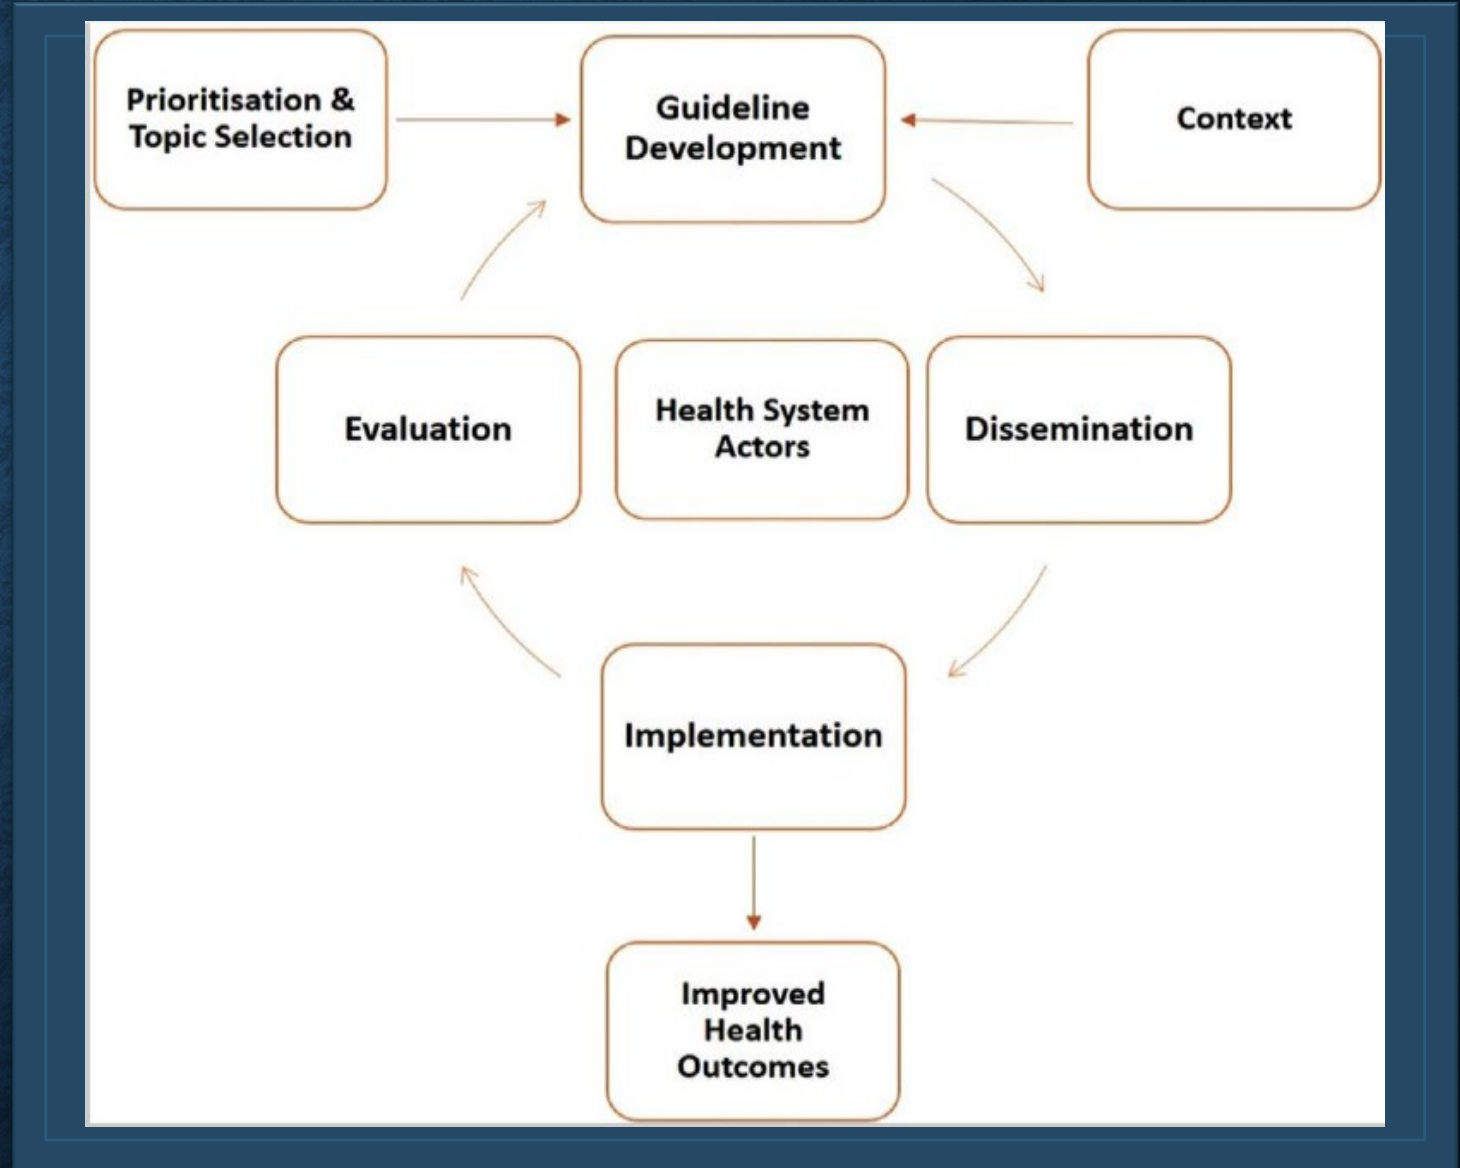 Prioritisation &
Topic Selection
Guideline
Development
Context
Evaluation
Health System
Actors
Dissemination
Implementation
Improved
Health
Outcomes